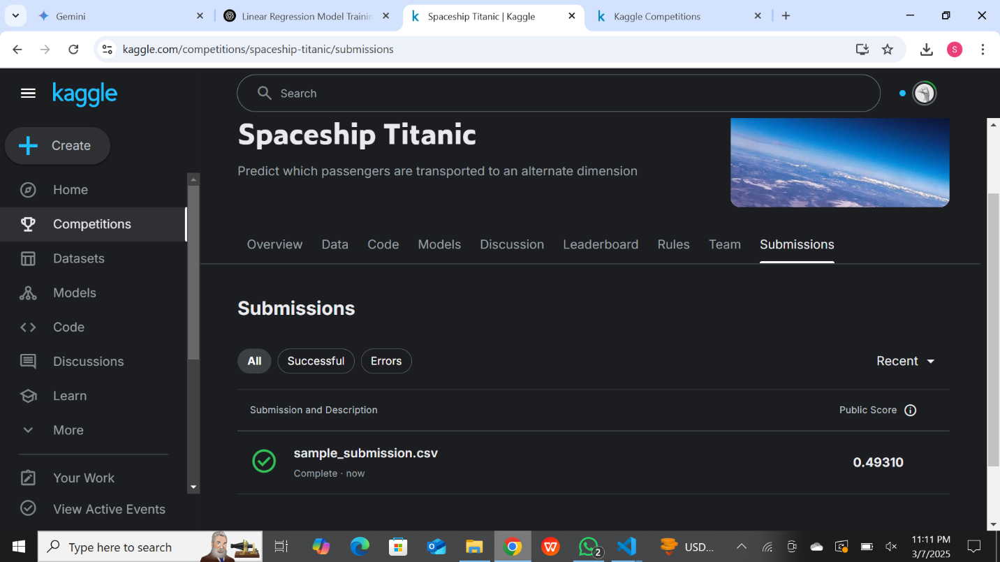 Gemini
Linear Regression Model Trainin
Spaceship Titanic | Kaggle
Kaggle Competitions
kaggle.com/competitions/spaceship-titanic/submissions
S
kaggle
Search
Create
Home
Competitions
Datasets
Models
Code
Discussions
Learn
More
Your Work
View Active Events
Spaceship Titanic
Predict which passengers are transported to an alternate dimension
Overview Data Code Models Discussion Leaderboard Rules Team Submissions
Submissions
All Successful Errors Recent
Submission and Description Public Score
sample_submission.csv
Complete · now
0.49310
Type here to search
W
2
USD...
11:11 PM
3/7/2025